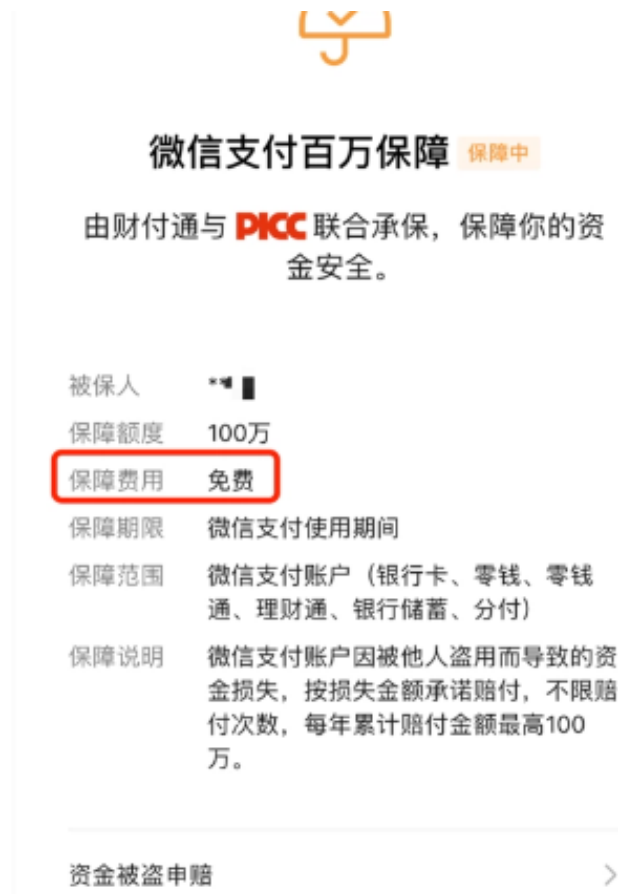 微信支付百万保障 保障中
由财付通与 PICC 联合承保，保障你的资
金安全。
被保人 **
保障额度 100万
保障费用 免费
保障期限 微信支付使用期间
保障范围 微信支付账户（银行卡、零钱、零钱
通、理财通、银行储蓄、分付）
保障说明 微信支付账户因被他人盗用而导致的资
金损失，按损失金额承诺赔付，不限赔
付次数，每年累计赔付金额最高100
万。
资金被盗申赔